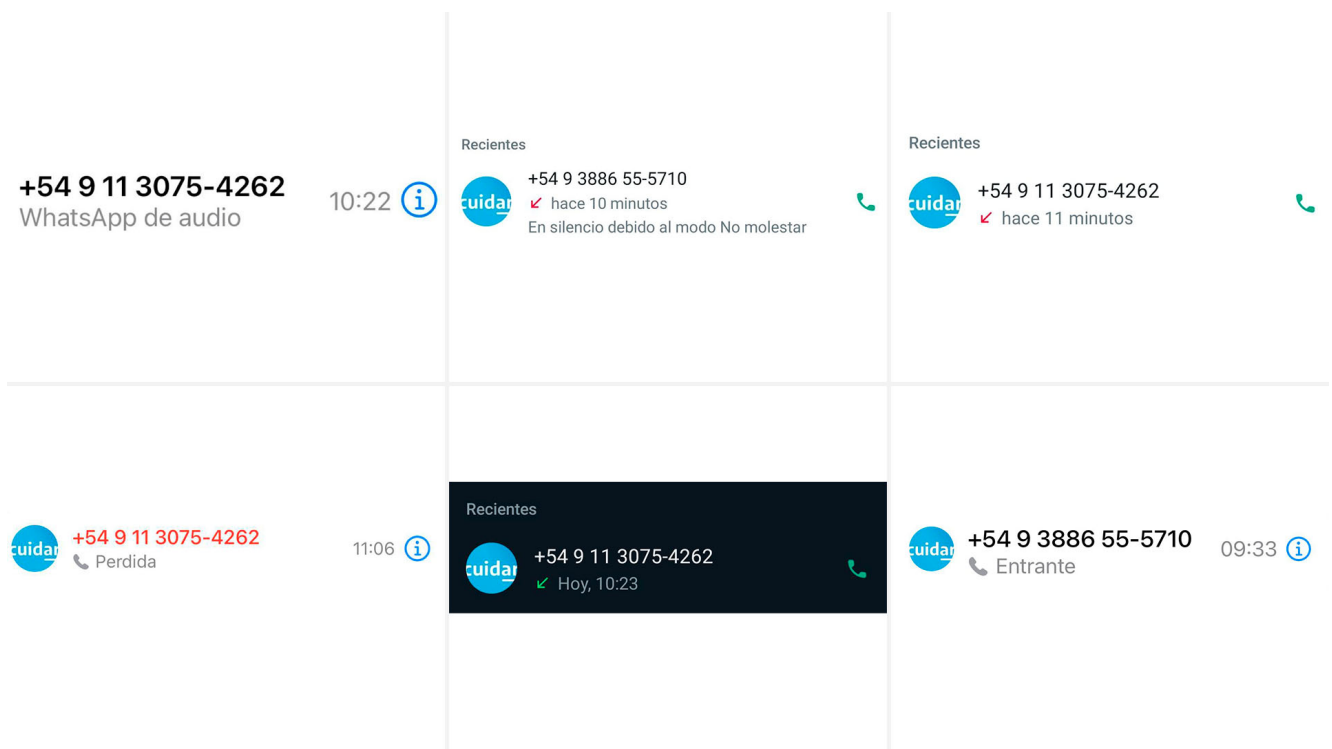 +54 9 11 3075-4262
WhatsApp de audio
10:22
Recientes
cuidar
+54 9 3886 55-5710
hace 10 minutos
En silencio debido al modo No molestar
Recientes
cuidar
+54 9 11 3075-4262
hace 11 minutos
cuidar
+54 9 11 3075-4262
Perdida
11:06
Recientes
cuidar
+54 9 11 3075-4262
Hoy, 10:23
cuidar
+54 9 3886 55-5710
Entrante
09:33